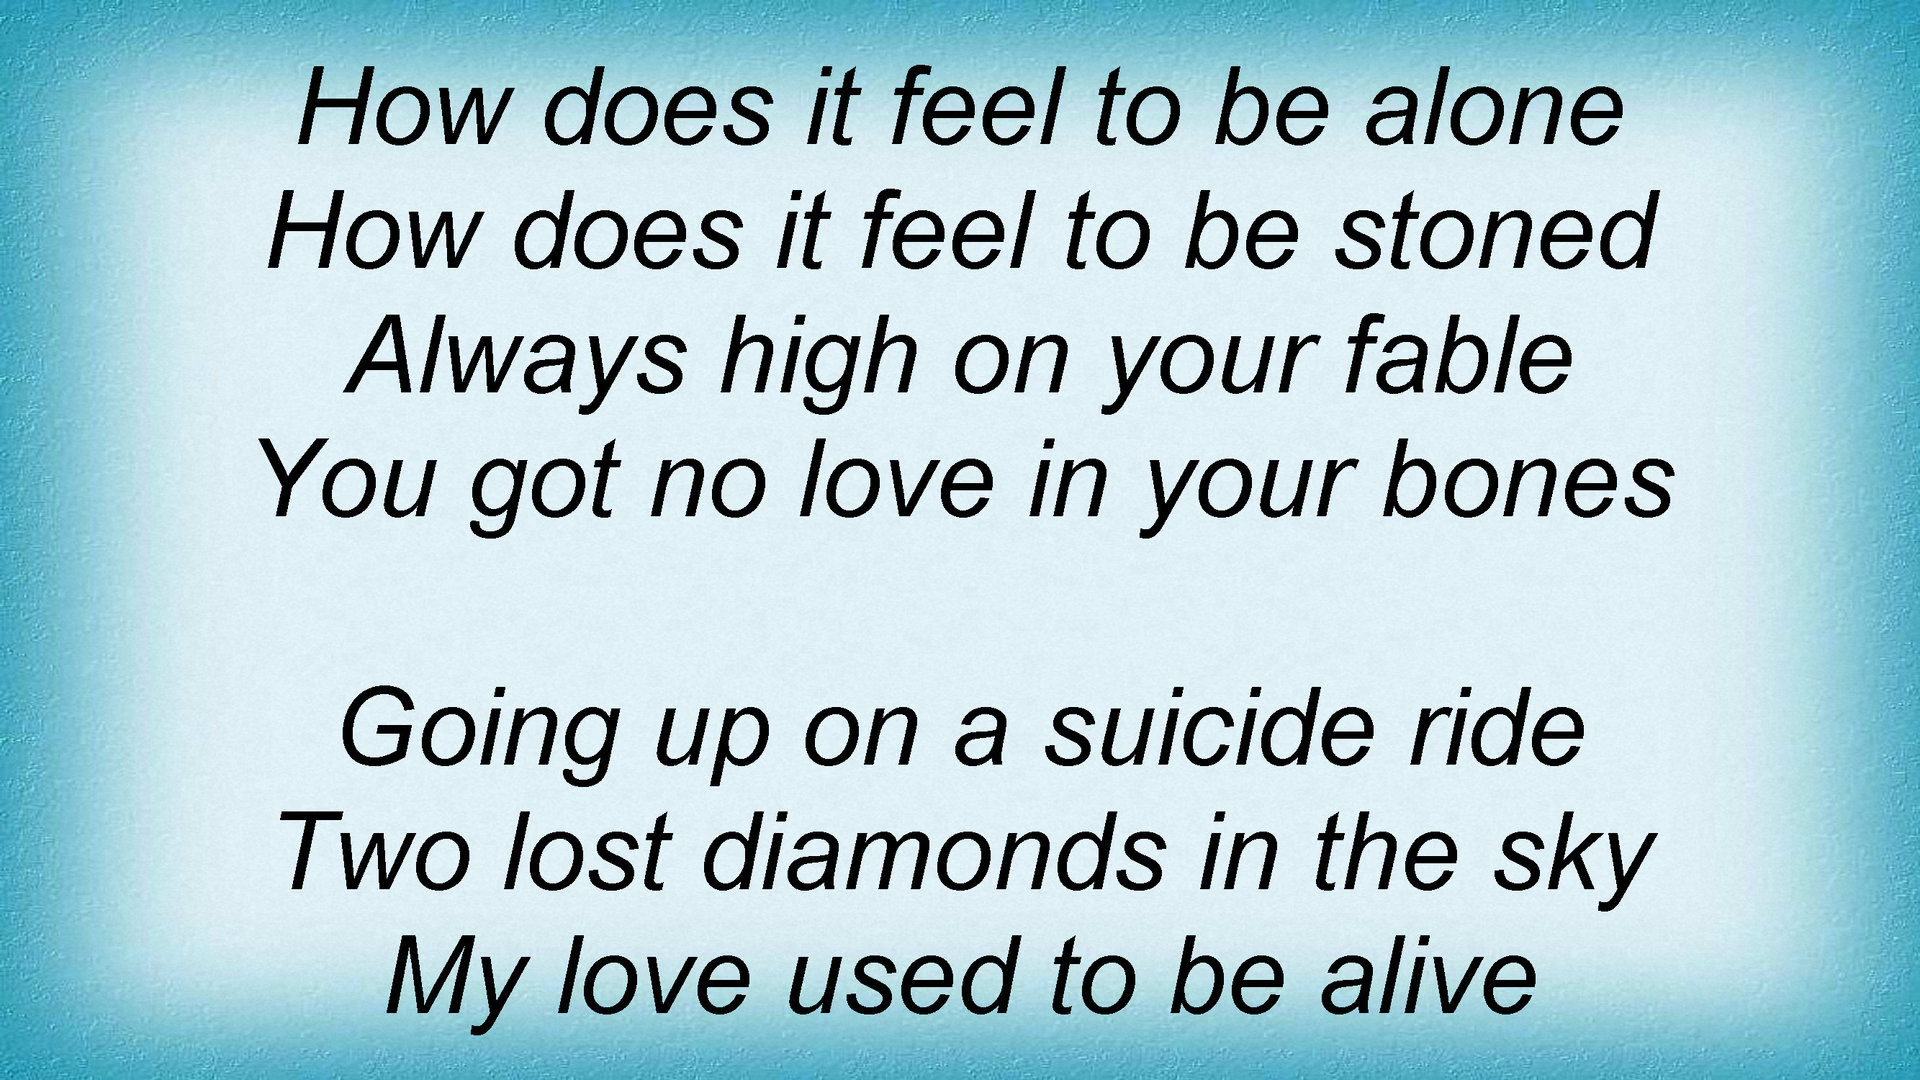 How does it feel to be alone
How does it feel to be stoned
Always high on your fable
You got no love in your bones
Going up on a suicide ride
Two lost diamonds in the sky
My love used to be alive